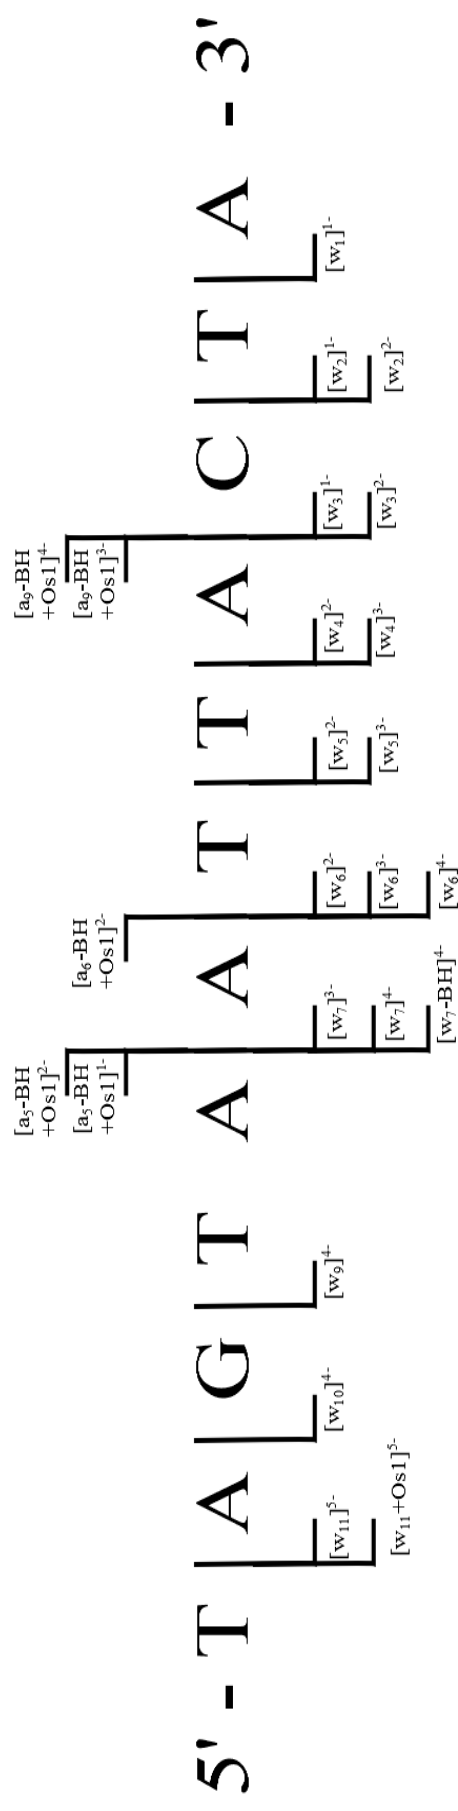 [a₅-BH
+Os1]²⁻
[a₅-BH
+Os1]¹⁻
[a₆-BH
+Os1]²⁻
[a₉-BH
+Os1]⁴⁻
[a₉-BH
+Os1]³⁻
5' - T A G T A A T T A C T A - 3'
[w₁₁]⁵⁻
[w₁₁+Os1]⁵⁻
[w₁₀]⁴⁻
[w₉]⁴⁻
[w₇]³⁻
[w₇]⁴⁻
[w₇-BH]⁴⁻
[w₆]²⁻
[w₆]³⁻
[w₆]⁴⁻
[w₅]²⁻
[w₅]³⁻
[w₄]²⁻
[w₄]³⁻
[w₃]¹⁻
[w₃]²⁻
[w₂]¹⁻
[w₂]²⁻
[w₁]¹⁻